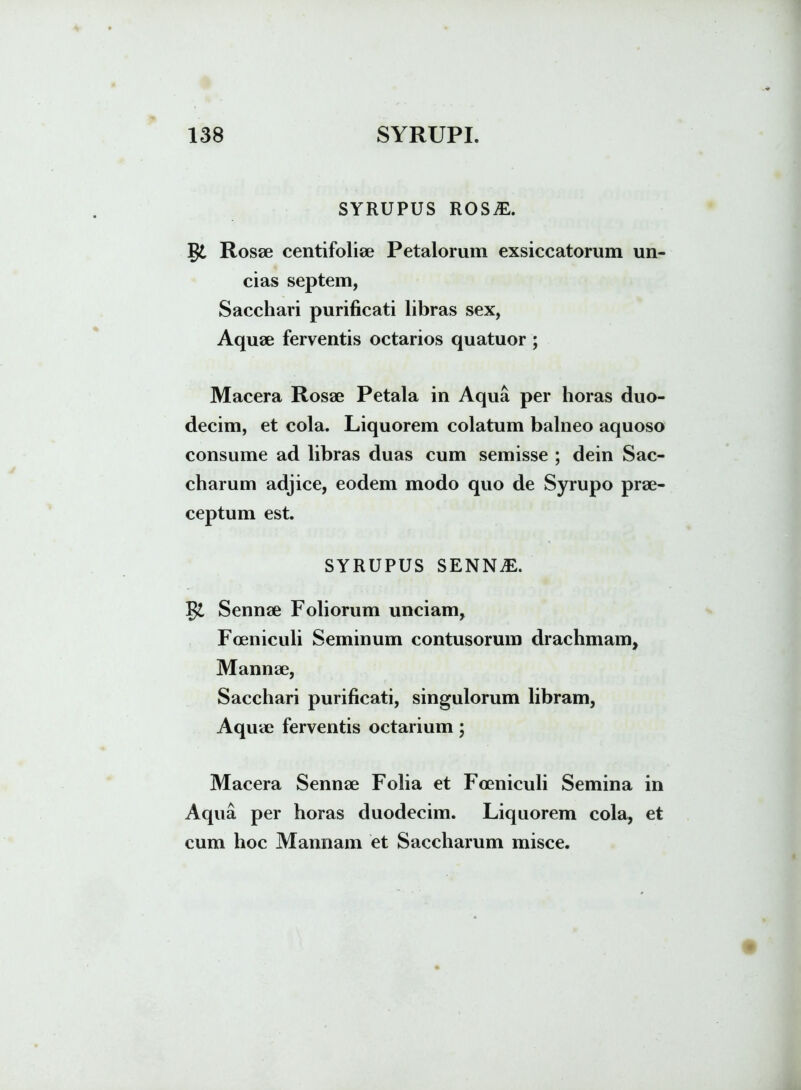 138 SYRUPI.
SYRUPUS ROSÆ.
℞ Rosæ centifoliæ Petalorum exsiccatorum un-
cias septem,
Sacchari purificati libras sex,
Aquæ ferventis octarios quatuor ;
Macera Rosæ Petala in Aquâ per horas duo-
decim, et cola. Liquorem colatum balneo aquoso
consume ad libras duas cum semisse ; dein Sac-
charum adjice, eodem modo quo de Syrupo præ-
ceptum est.
SYRUPUS SENNÆ.
℞ Sennæ Foliorum unciam,
Fœniculi Seminum contusorum drachmam,
Mannæ,
Sacchari purificati, singulorum libram,
Aquæ ferventis octarium ;
Macera Sennæ Folia et Fœniculi Semina in
Aquâ per horas duodecim. Liquorem cola, et
cum hoc Mannam et Saccharum misce.